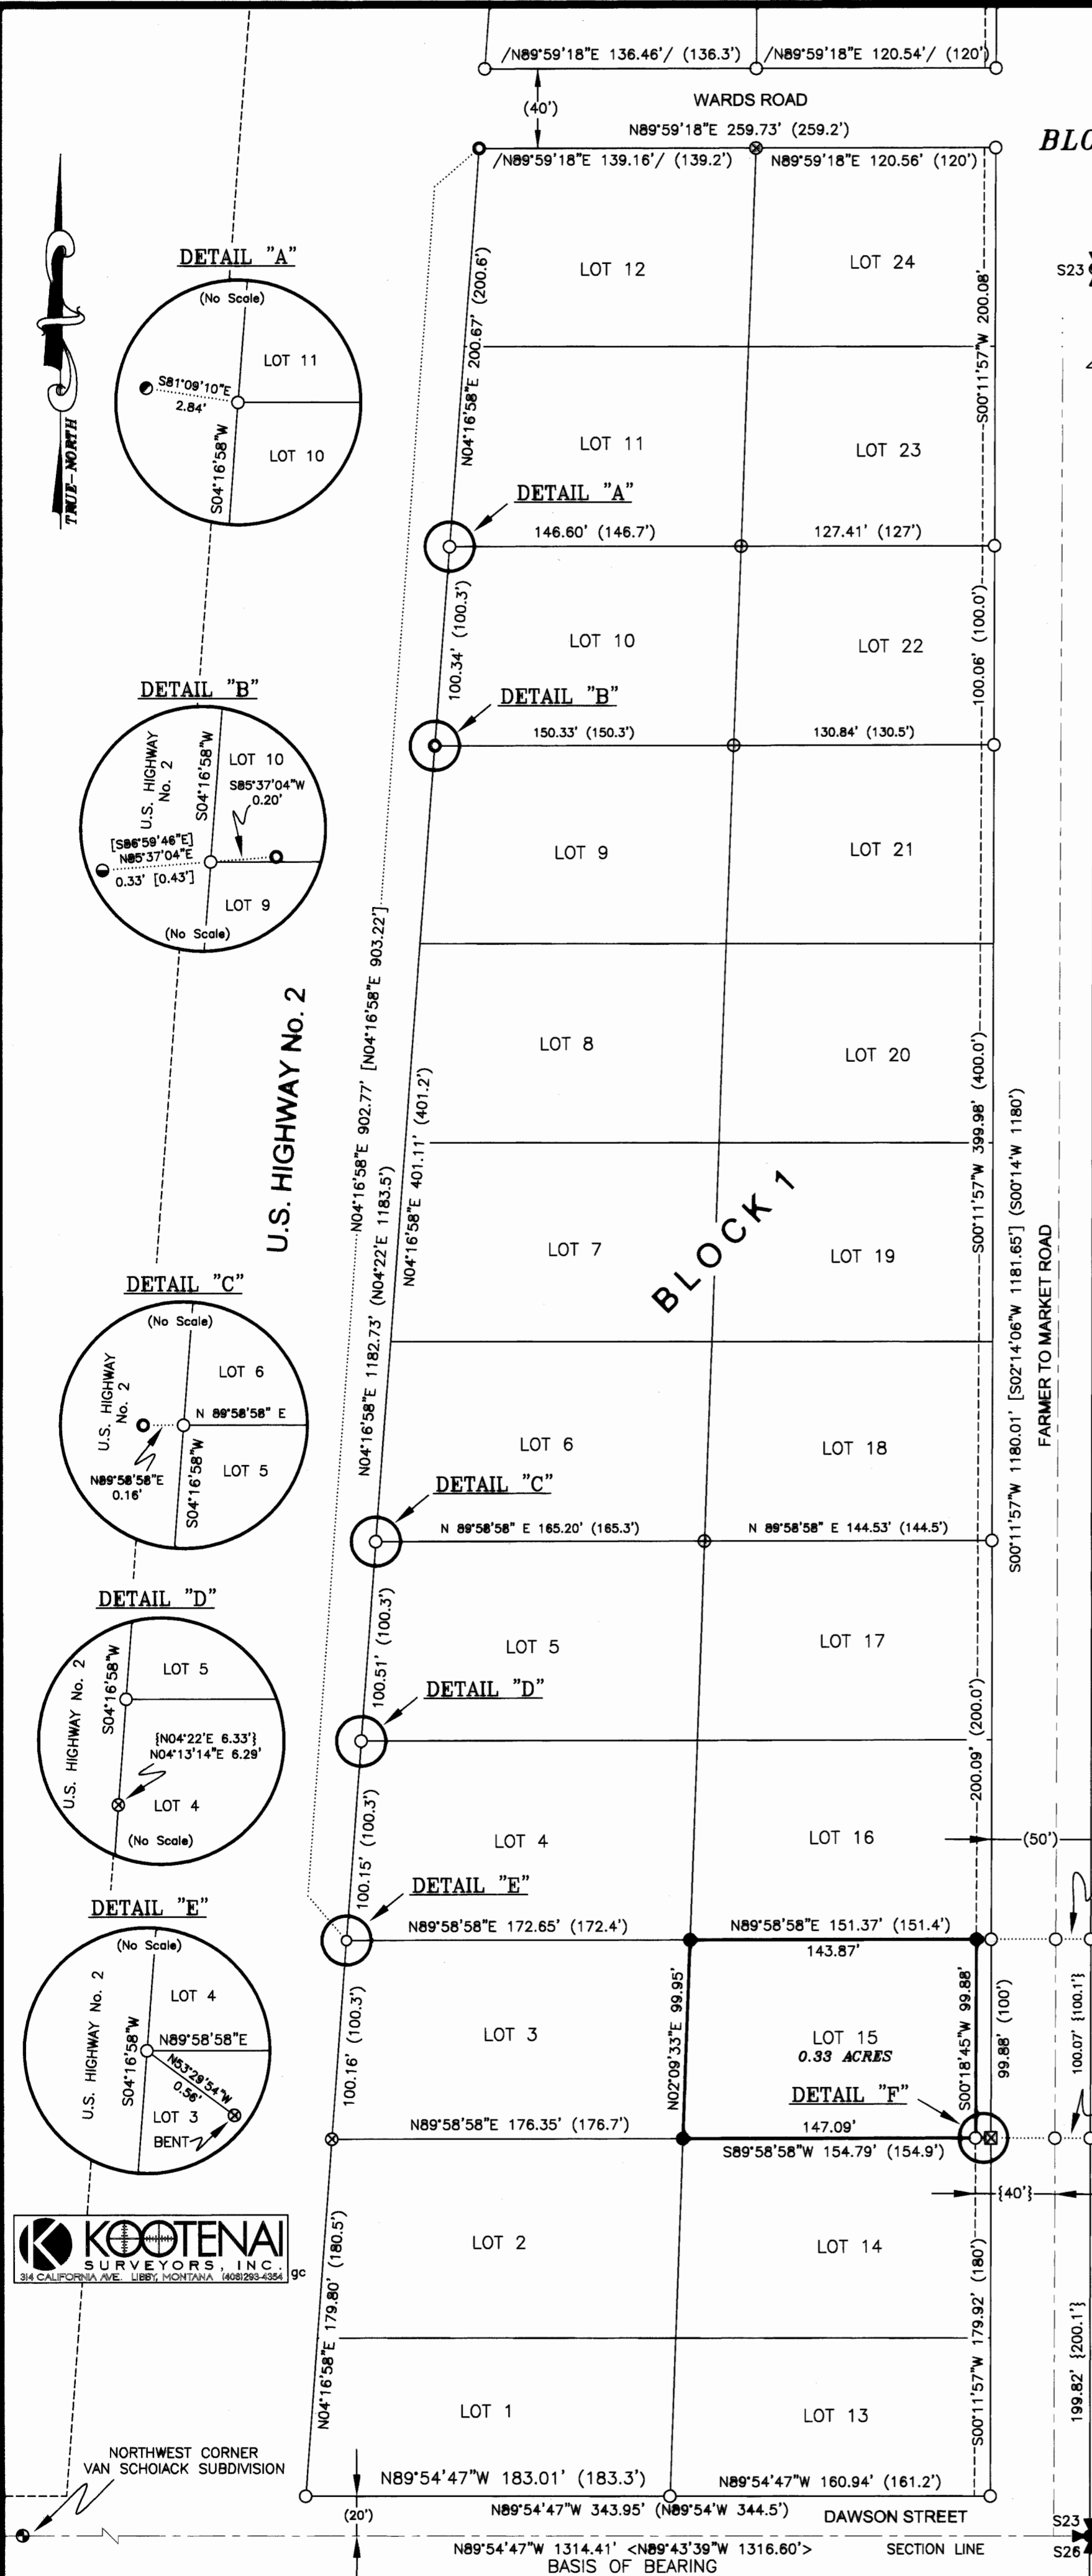 /N89°59'18"E 136.46'/ (136.3')
/N89°59'18"E 120.54'/ (120')
(40')
WARDS ROAD
N89°59'18"E 259.73' (259.2')
/N89°59'18"E 139.16'/ (139.2')
N89°59'18"E 120.56' (120')
BLO
S23
TRUE-NORTH
DETAIL "A"
(No Scale)
LOT 11
S81°09'10"E
2.84'
S04°16'58"W
LOT 10
LOT 12
LOT 24
N04°16'58"E 200.67' (200.6')
S00°11'57"W 200.08'
LOT 11
LOT 23
DETAIL "A"
146.60' (146.7')
127.41' (127')
100.34' (100.3')
LOT 10
LOT 22
100.06' (100.0')
DETAIL "B"
150.33' (150.3')
130.84' (130.5')
DETAIL "B"
U.S. HIGHWAY
No. 2
S04°16'58"W
LOT 10
S85°37'04"W
0.20'
[S86°59'46"E]
N85°37'04"E
0.33' [0.43']
LOT 9
(No Scale)
LOT 9
LOT 21
U.S. HIGHWAY No. 2
N04°16'58"E 902.77' [N04°16'58"E 903.22']
N04°16'58"E 1182.73' (N04°22'E 1183.5')
N04°16'58"E 401.11' (401.2')
LOT 8
LOT 20
S00°11'57"W 399.98' (400.0')
S00°11'57"W 1180.01' [S02°14'06"W 1181.65'] (S00°14'W 1180')
FARMER TO MARKET ROAD
BLOCK 1
LOT 7
LOT 19
DETAIL "C"
(No Scale)
U.S. HIGHWAY
No. 2
LOT 6
N 89°58'58" E
N89°58'58"E
0.16'
S04°16'58"W
LOT 5
LOT 6
LOT 18
DETAIL "C"
N 89°58'58" E 165.20' (165.3')
N 89°58'58" E 144.53' (144.5')
DETAIL "D"
U.S. HIGHWAY No. 2
S04°16'58"W
LOT 5
{N04°22'E 6.33'}
N04°13'14"E 6.29'
LOT 4
(No Scale)
100.51' (100.3')
LOT 5
LOT 17
DETAIL "D"
200.09' (200.0')
100.15' (100.3')
LOT 4
LOT 16
(50')
DETAIL "E"
DETAIL "E"
(No Scale)
U.S. HIGHWAY No. 2
S04°16'58"W
LOT 4
N89°58'58"E
N53°29'54"W
0.56'
LOT 3
BENT
N89°58'58"E 172.65' (172.4')
N89°58'58"E 151.37' (151.4')
143.87'
100.16' (100.3')
LOT 3
N02°09'33"E 99.95'
LOT 15
0.33 ACRES
S00°18'45"W 99.88'
99.88' (100')
100.07' {100.1'}
DETAIL "F"
N89°58'58"E 176.35' (176.7')
147.09'
S89°58'58"W 154.79' (154.9')
{40'}
KOOTENAI
SURVEYORS, INC.
314 CALIFORNIA AVE. LIBBY, MONTANA (406)293-4354
gc
N04°16'58"E 179.80' (180.5')
LOT 2
LOT 14
S00°11'57"W 179.92' (180')
199.82' {200.1'}
LOT 1
LOT 13
NORTHWEST CORNER
VAN SCHOIACK SUBDIVISION
N89°54'47"W 183.01' (183.3')
N89°54'47"W 160.94' (161.2')
(20')
N89°54'47"W 343.95' (N89°54'W 344.5')
DAWSON STREET
S23
N89°54'47"W 1314.41' <N89°43'39"W 1316.60'>
SECTION LINE
S26
BASIS OF BEARING